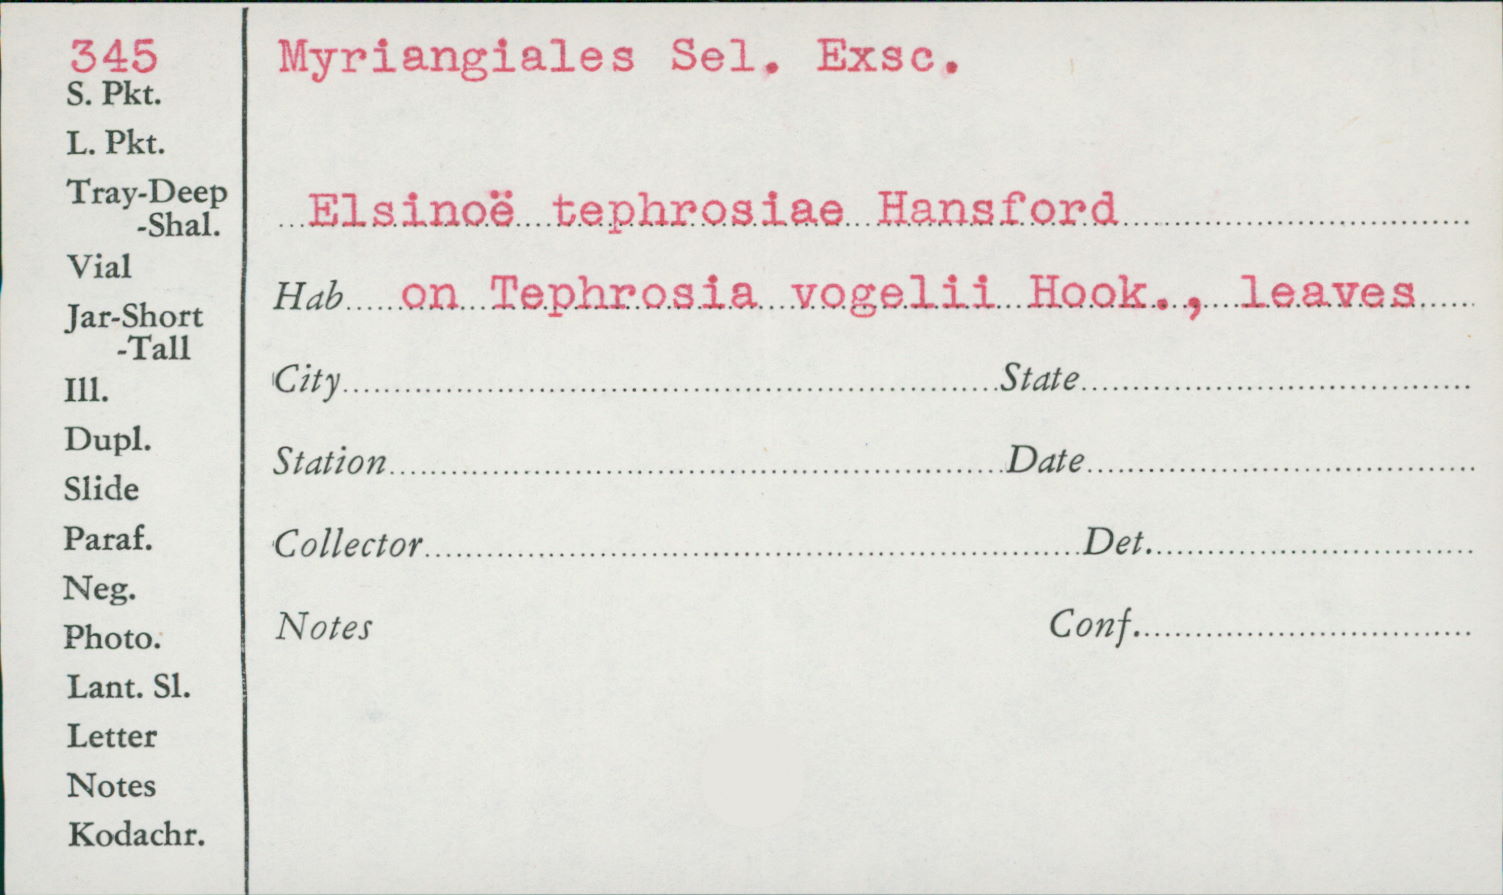 345
S. Pkt.
L. Pkt.
Tray-Deep
-Shal.
Vial
Jar-Short
-Tall
Ill.
Dupl.
Slide
Paraf.
Neg.
Photo.
Lant. Sl.
Letter
Notes
Kodachr.
Myriangiales Sel. Exsc.
Elsinoë tephrosiae Hansford
Hab on Tephrosia vogelii Hook., leaves
City State
Station Date
Collector Det.
Notes Conf.